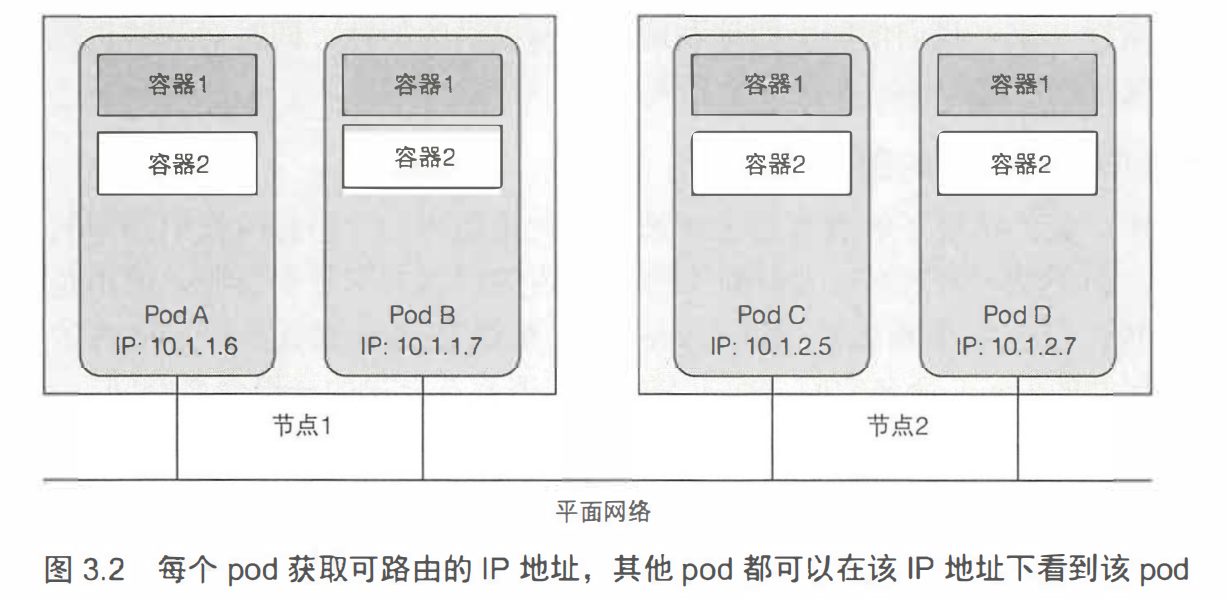 容器1 容器1 容器1 容器1
容器2 容器2 容器2 容器2
Pod A Pod B Pod C Pod D
IP: 10.1.1.6 IP: 10.1.1.7 IP: 10.1.2.5 IP: 10.1.2.7
节点1 节点2
平面网络
图 3.2 每个 pod 获取可路由的 IP 地址，其他 pod 都可以在该 IP 地址下看到该 pod